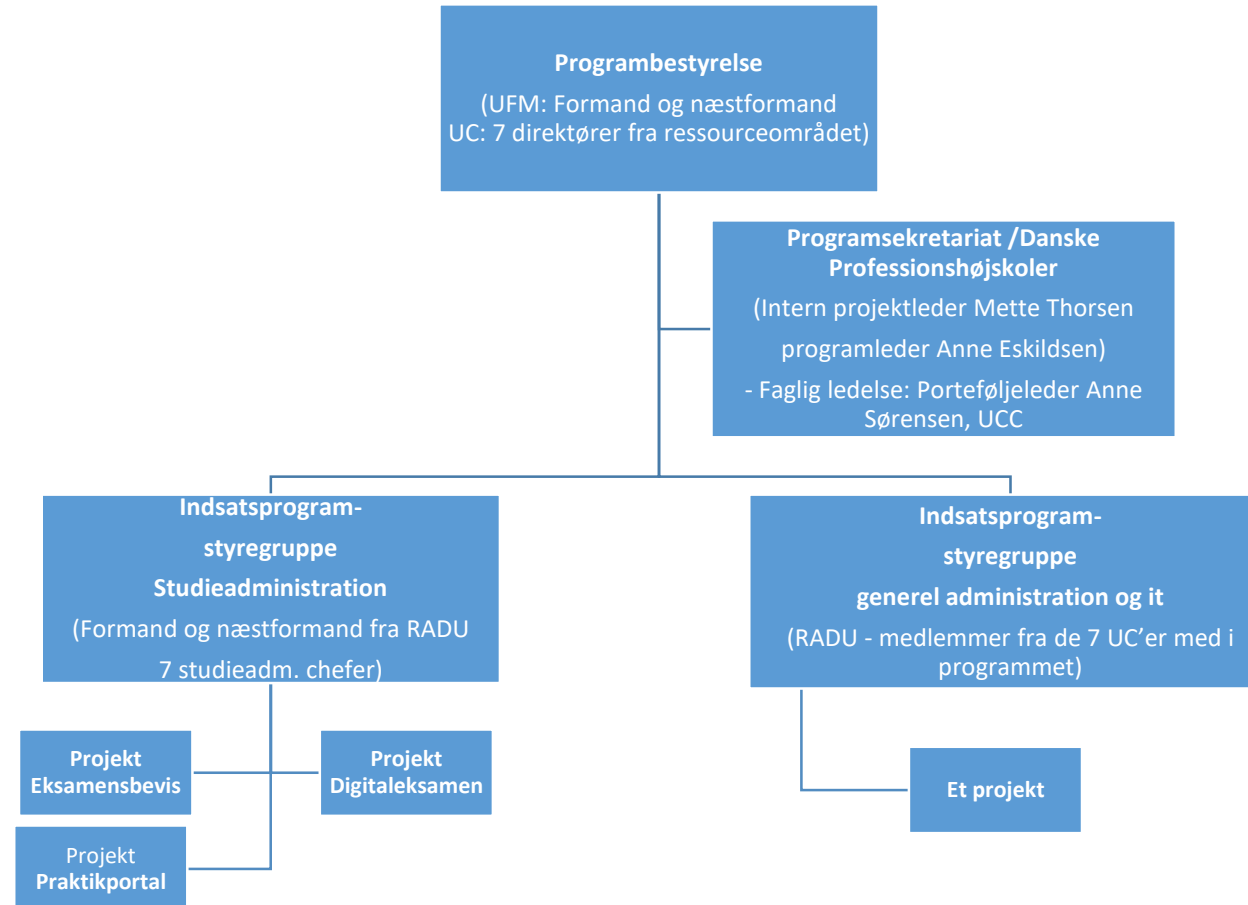 Programbestyrelse
(UFM: Formand og næstformand
UC: 7 direktører fra ressourceområdet)
Programsekretariat /Danske
Professionshøjskoler
(Intern projektleder Mette Thorsen
programleder Anne Eskildsen)
- Faglig ledelse: Porteføljeleder Anne
Sørensen, UCC
Indsatsprogram-
styregruppe
Studieadministration
(Formand og næstformand fra RADU
7 studieadm. chefer)
Indsatsprogram-
styregruppe
generel administration og it
(RADU - medlemmer fra de 7 UC’er med i
programmet)
Projekt
Eksamensbevis
Projekt
Digitaleksamen
Et projekt
Projekt
Praktikportal